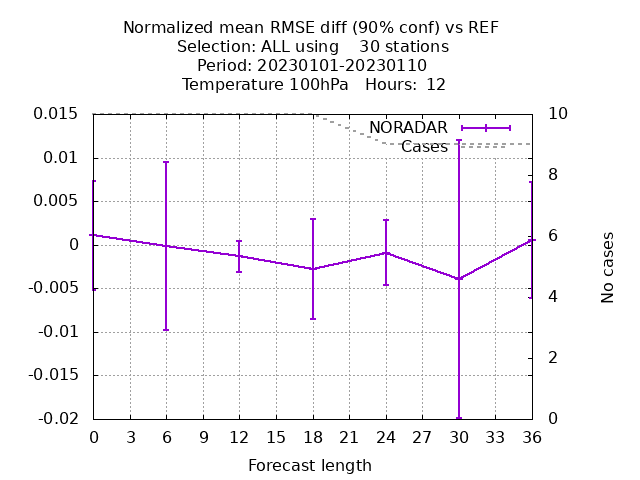 Normalized mean RMSE diff (90% conf) vs REF
Selection: ALL using    30 stations
Period: 20230101-20230110
Temperature 100hPa   Hours:  12
NORADAR
Cases
0.015
0.01
0.005
0
-0.005
-0.01
-0.015
-0.02
10
8
6
4
2
0
No cases
0 3 6 9 12 15 18 21 24 27 30 33 36
Forecast length